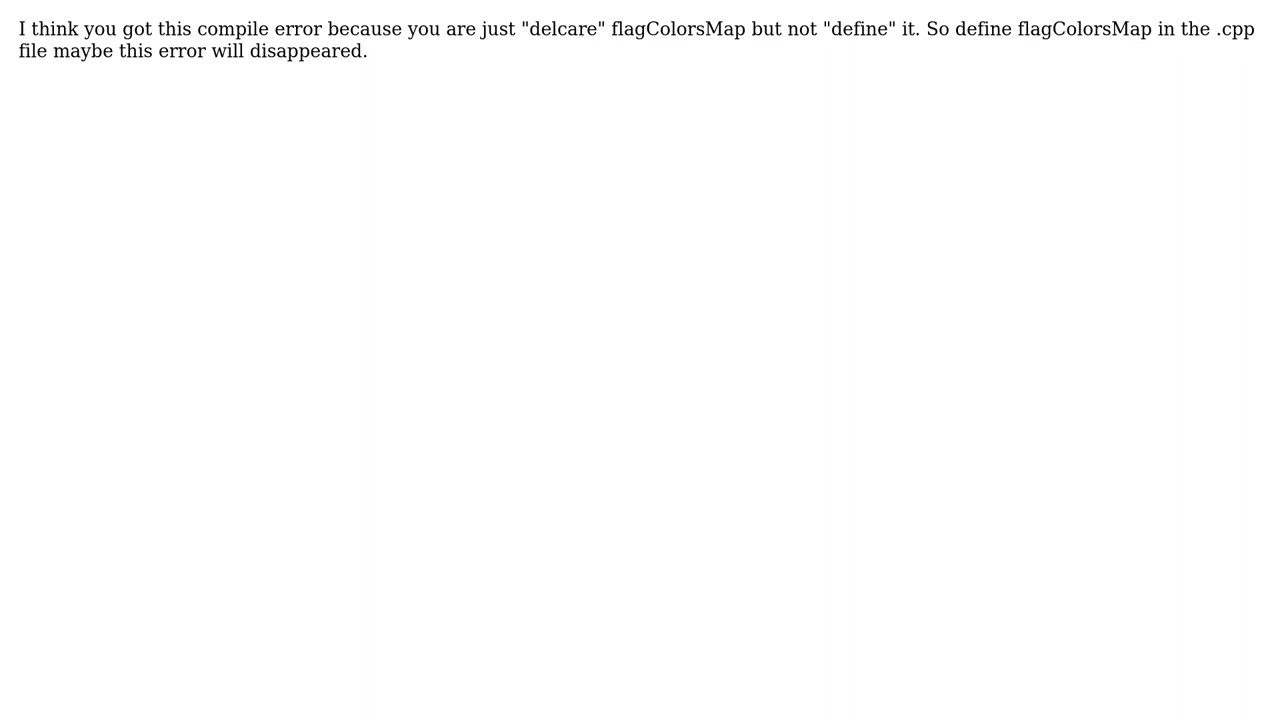 I think you got this compile error because you are just "delcare" flagColorsMap but not "define" it. So define flagColorsMap in the .cpp
file maybe this error will disappeared.